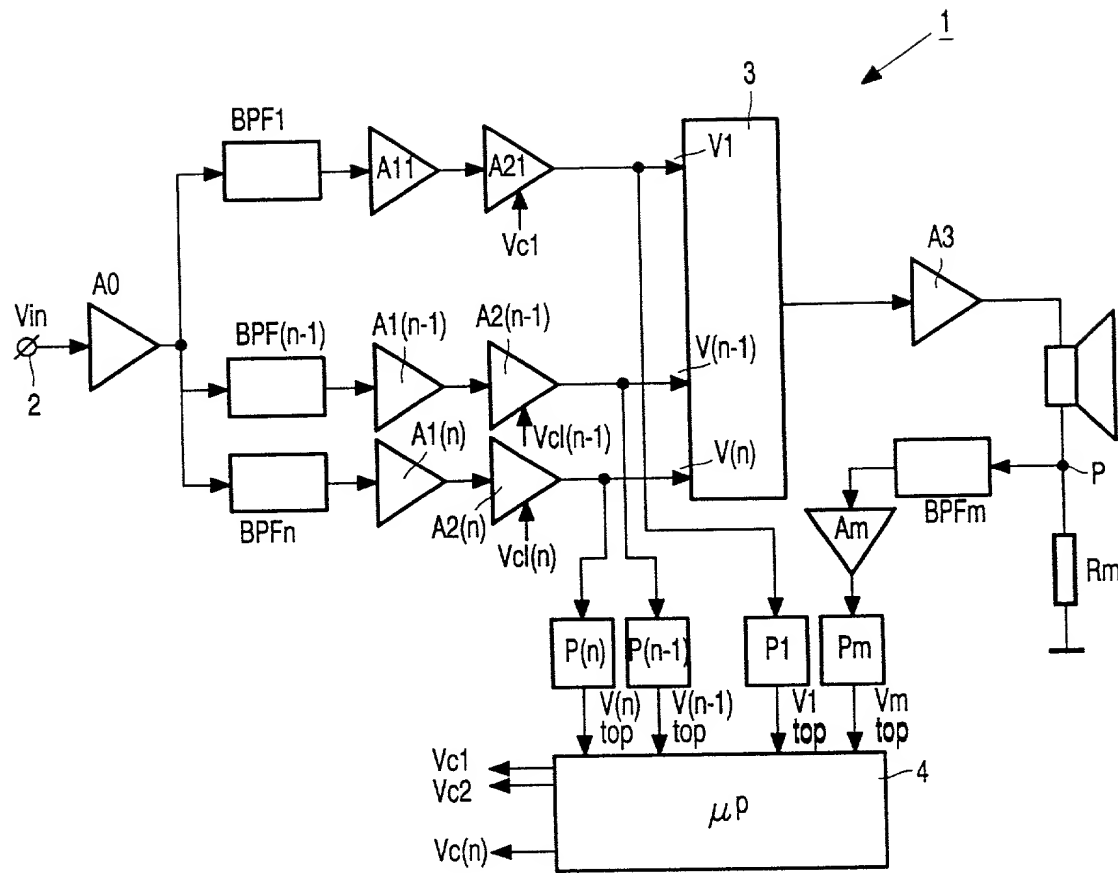 1
3
BPF1
A11
A21
V1
Vc1
A3
A0
Vin
2
BPF(n-1)
A1(n-1)
A2(n-1)
V(n-1)
Vcl(n-1)
A1(n)
V(n)
BPFn
A2(n)
Vcl(n)
BPFm
P
Am
Rm
P(n)
P(n-1)
P1
Pm
V(n)
top
V(n-1)
top
V1
top
Vm
top
Vc1
Vc2
Vc(n)
μp
4